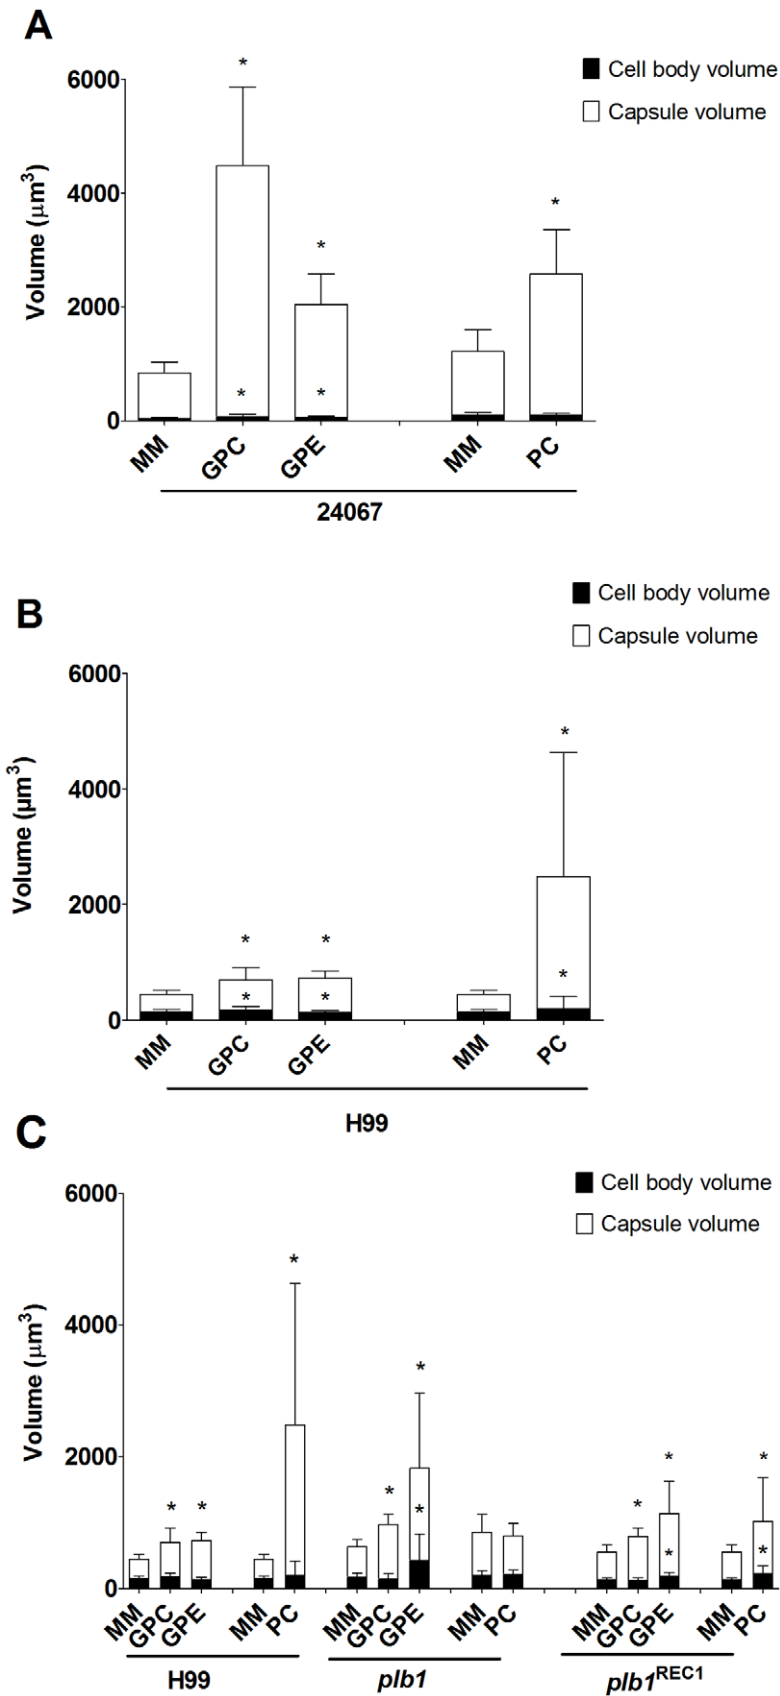 A
Cell body volume
Capsule volume
Volume (μm³)
6000
4000
2000
0
* * * * *
MM GPC GPE MM PC
24067
B
Cell body volume
Capsule volume
Volume (μm³)
6000
4000
2000
0
* * * * * *
MM GPC GPE MM PC
H99
C
Cell body volume
Capsule volume
Volume (μm³)
6000
4000
2000
0
* * * * * * * * * * *
MM GPC GPE MM PC MM GPC GPE MM PC MM GPC GPE MM PC
H99 plb1 plb1ᴿᴱC¹